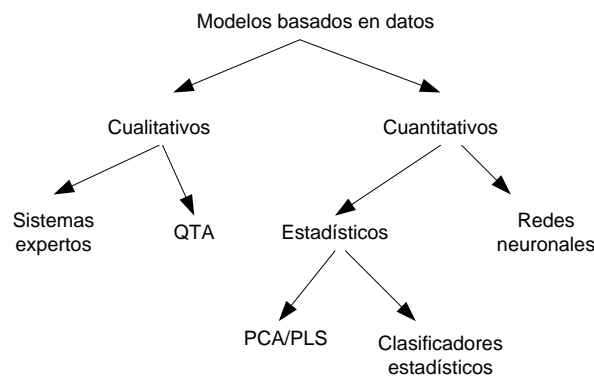 Modelos basados en datos
Cualitativos
Cuantitativos
Sistemas
expertos
QTA
Estadísticos
Redes
neuronales
PCA/PLS
Clasificadores
estadísticos